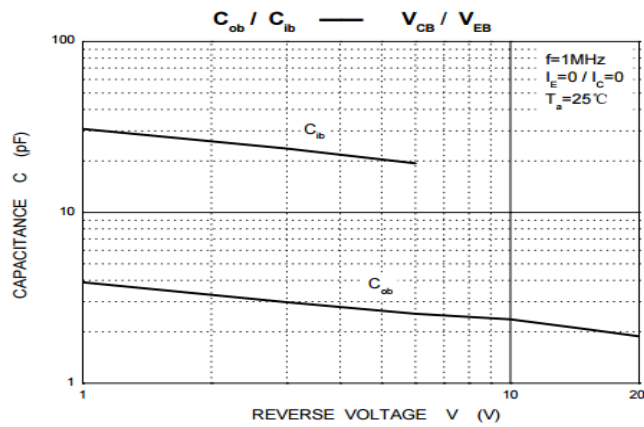 Cob / Cib —— VCB / VEB
100
f=1MHz
IE=0 / IC=0
Ta=25℃
Cib
10
Cob
1
1
10
20
CAPACITANCE C (pF)
REVERSE VOLTAGE V (V)